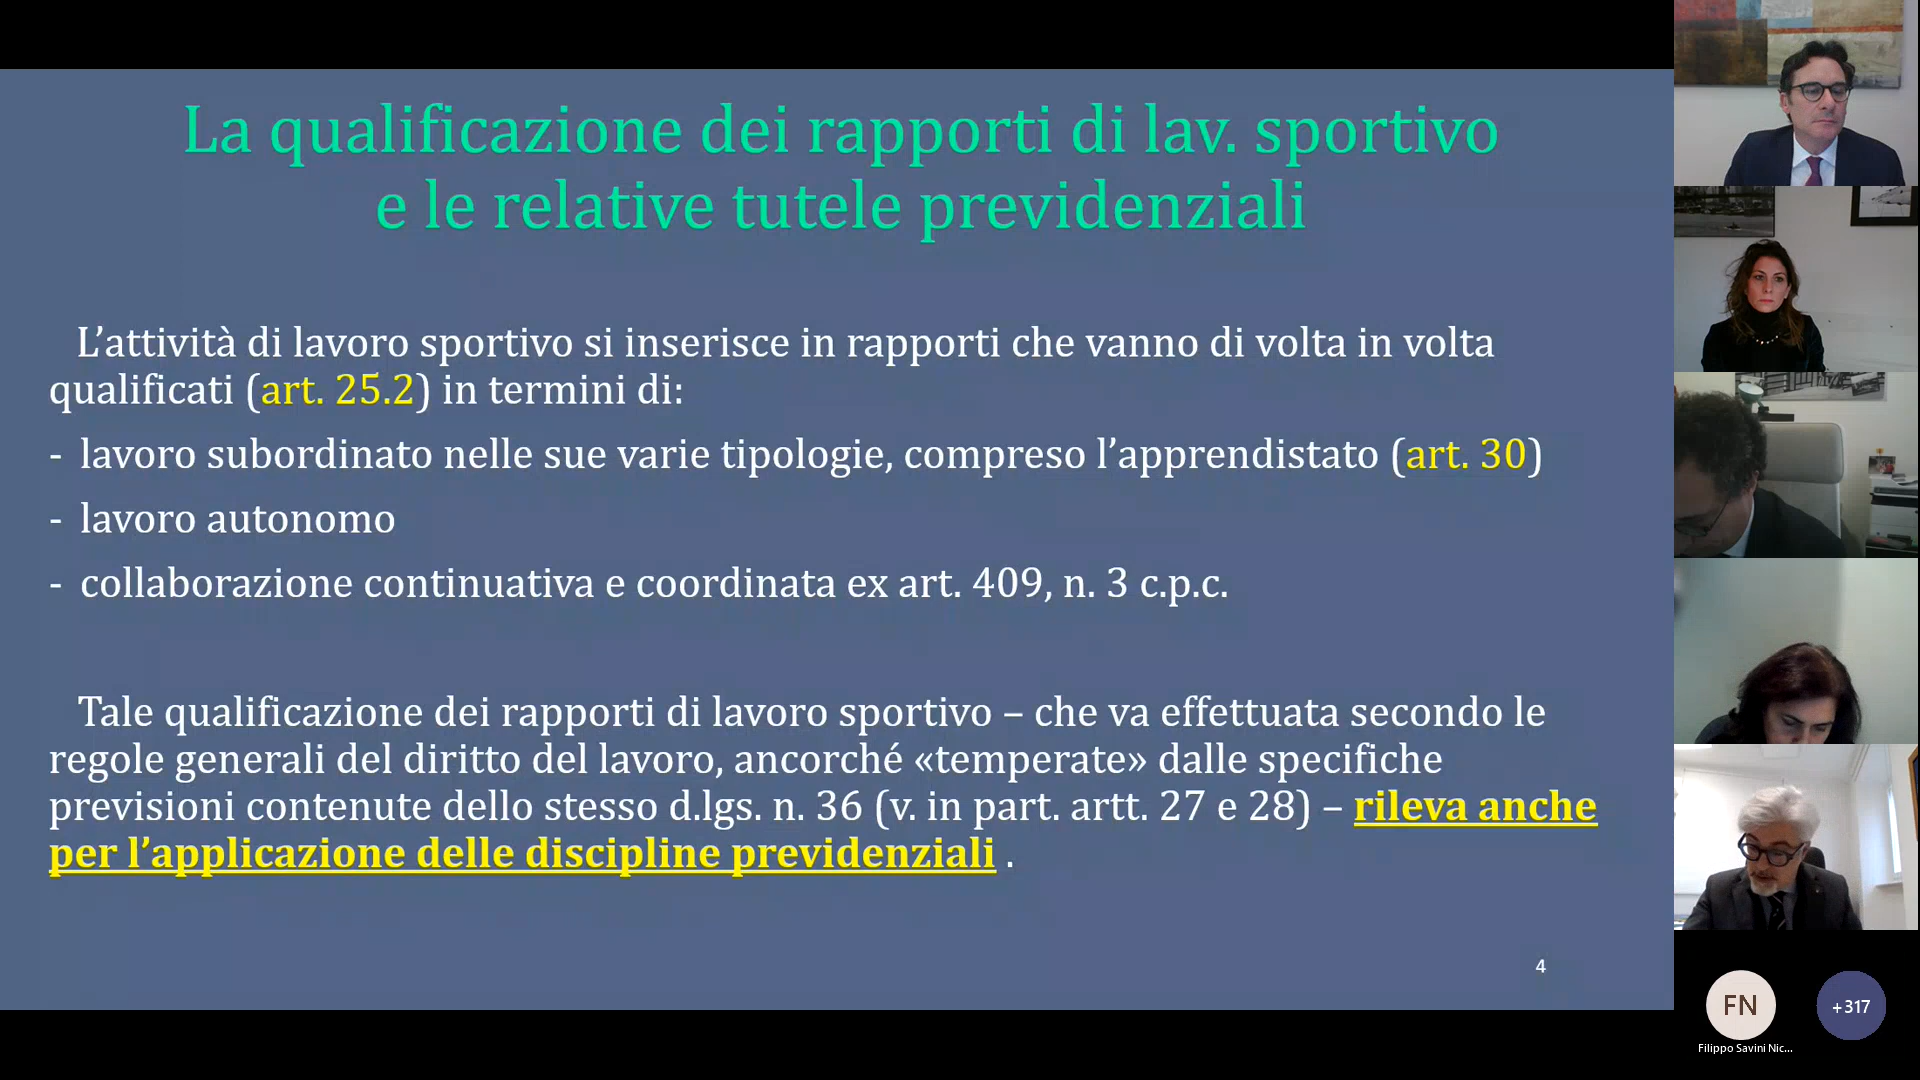 La qualificazione dei rapporti di lav. sportivo
e le relative tutele previdenziali
L’attività di lavoro sportivo si inserisce in rapporti che vanno di volta in volta
qualificati (art. 25.2) in termini di:
- lavoro subordinato nelle sue varie tipologie, compreso l’apprendistato (art. 30)
- lavoro autonomo
- collaborazione continuativa e coordinata ex art. 409, n. 3 c.p.c.
Tale qualificazione dei rapporti di lavoro sportivo – che va effettuata secondo le
regole generali del diritto del lavoro, ancorché «temperate» dalle specifiche
previsioni contenute dello stesso d.lgs. n. 36 (v. in part. artt. 27 e 28) – rileva anche
per l’applicazione delle discipline previdenziali .
4
FN
+317
Filippo Savini Nic...